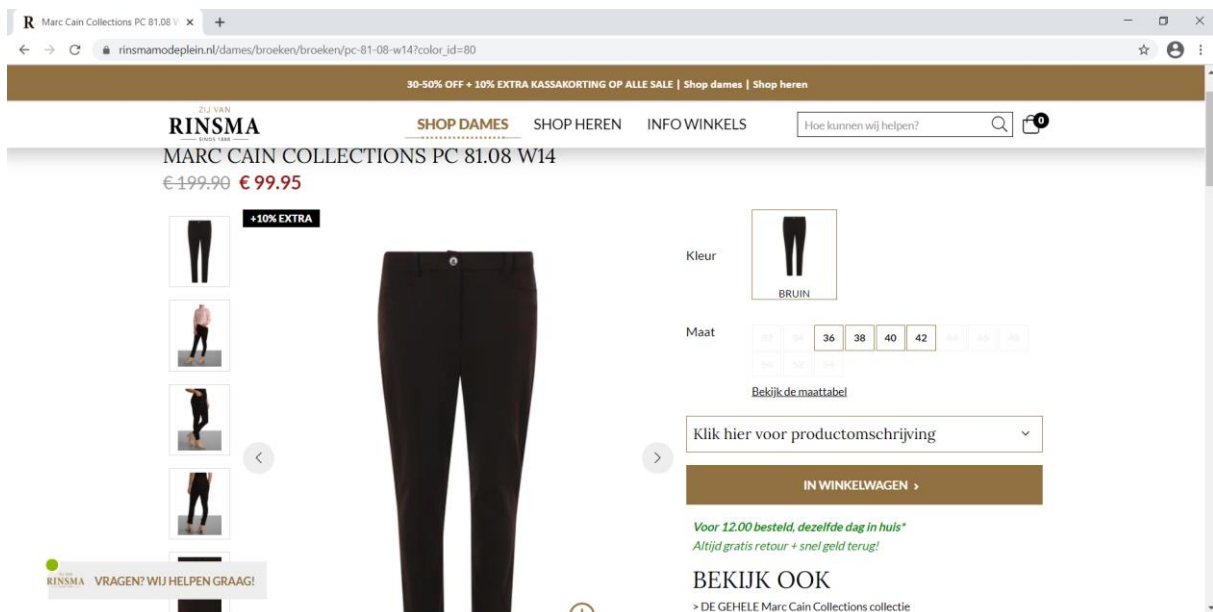 R Marc Cain Collections PC 81.08 W
rinsmamodeplein.nl/dames/broeken/broeken/pc-81-08-w14?color_id=80
30-50% OFF + 10% EXTRA KASSAKORTING OP ALLE SALE | Shop dames | Shop heren
ZIJ VAN
RINSMA
SINDS 1888
SHOP DAMES SHOP HEREN INFO WINKELS Hoe kunnen wij helpen? 0
MARC CAIN COLLECTIONS PC 81.08 W14
€ 199.90 € 99.95
+10% EXTRA
Kleur
BRUIN
Maat 36 38 40 42
Bekijk de maattabel
Klik hier voor productomschrijving
IN WINKELWAGEN ›
Voor 12.00 besteld, dezelfde dag in huis*
Altijd gratis retour + snel geld terug!
RINSMA VRAGEN? WIJ HELPEN GRAAG!
BEKIJK OOK
> DE GEHELE Marc Cain Collections collectie